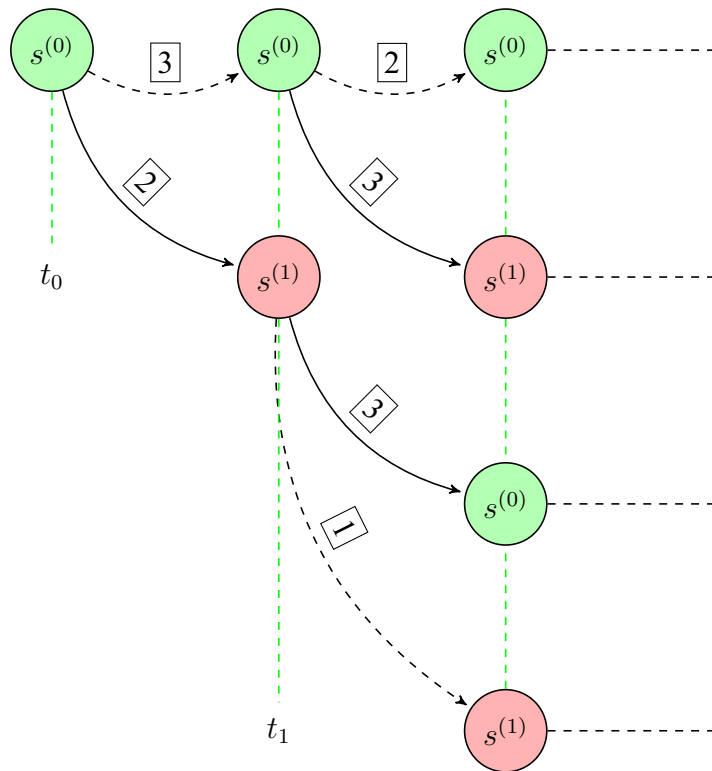 s^{(0)} 3 s^{(0)} 2 s^{(0)}
2 3
t_0 s^{(1)} s^{(1)}
3
s^{(0)}
1
t_1 s^{(1)}